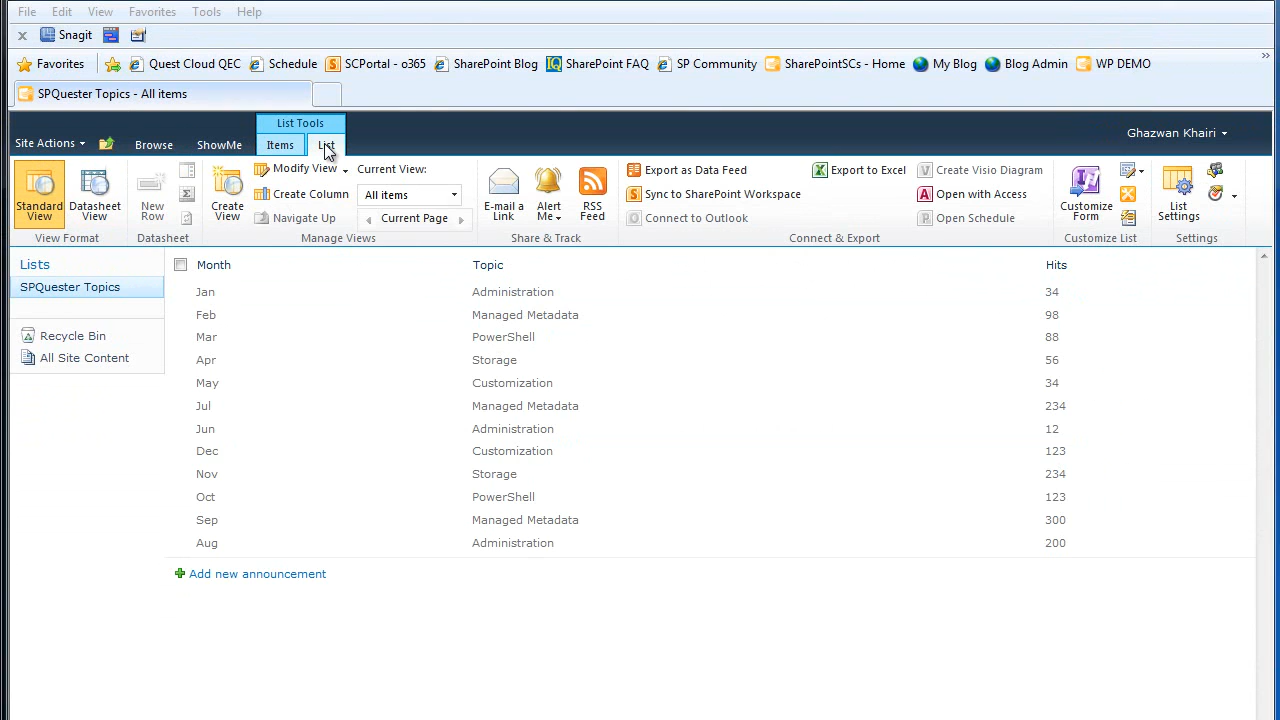 File Edit View Favorites Tools Help
Snagit
Favorites Quest Cloud QEC Schedule SCPortal - o365 SharePoint Blog SharePoint FAQ SP Community SharePointSCs - Home My Blog Blog Admin WP DEMO
SPQuester Topics - All items
List Tools
Site Actions Browse ShowMe Items List Ghazwan Khairi
Standard View
Datasheet View
View Format
New Row
Datasheet
Create View
Modify View
Create Column
Navigate Up
Current View:
All items
Current Page
Manage Views
E-mail a Link
Alert Me
RSS Feed
Share & Track
Export as Data Feed
Sync to SharePoint Workspace
Connect to Outlook
Export to Excel
Create Visio Diagram
Open with Access
Open Schedule
Connect & Export
Customize Form
Customize List
List Settings
Settings
Lists
SPQuester Topics
Recycle Bin
All Site Content
Month Topic Hits
Jan Administration 34
Feb Managed Metadata 98
Mar PowerShell 88
Apr Storage 56
May Customization 34
Jul Managed Metadata 234
Jun Administration 12
Dec Customization 123
Nov Storage 234
Oct PowerShell 123
Sep Managed Metadata 300
Aug Administration 200
Add new announcement